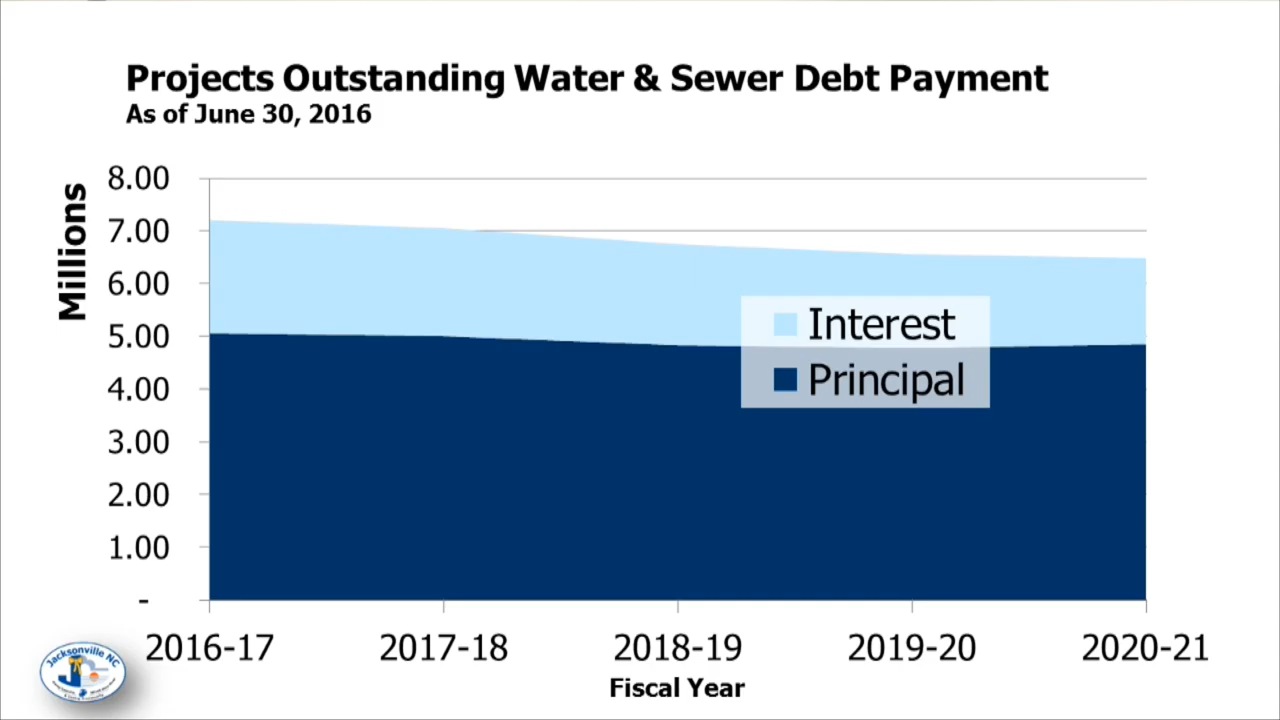 Projects Outstanding Water & Sewer Debt Payment
As of June 30, 2016
Millions
8.00
7.00
6.00
5.00
4.00
3.00
2.00
1.00
-
Interest
Principal
2016-17 2017-18 2018-19 2019-20 2020-21
Fiscal Year
Jacksonville NC